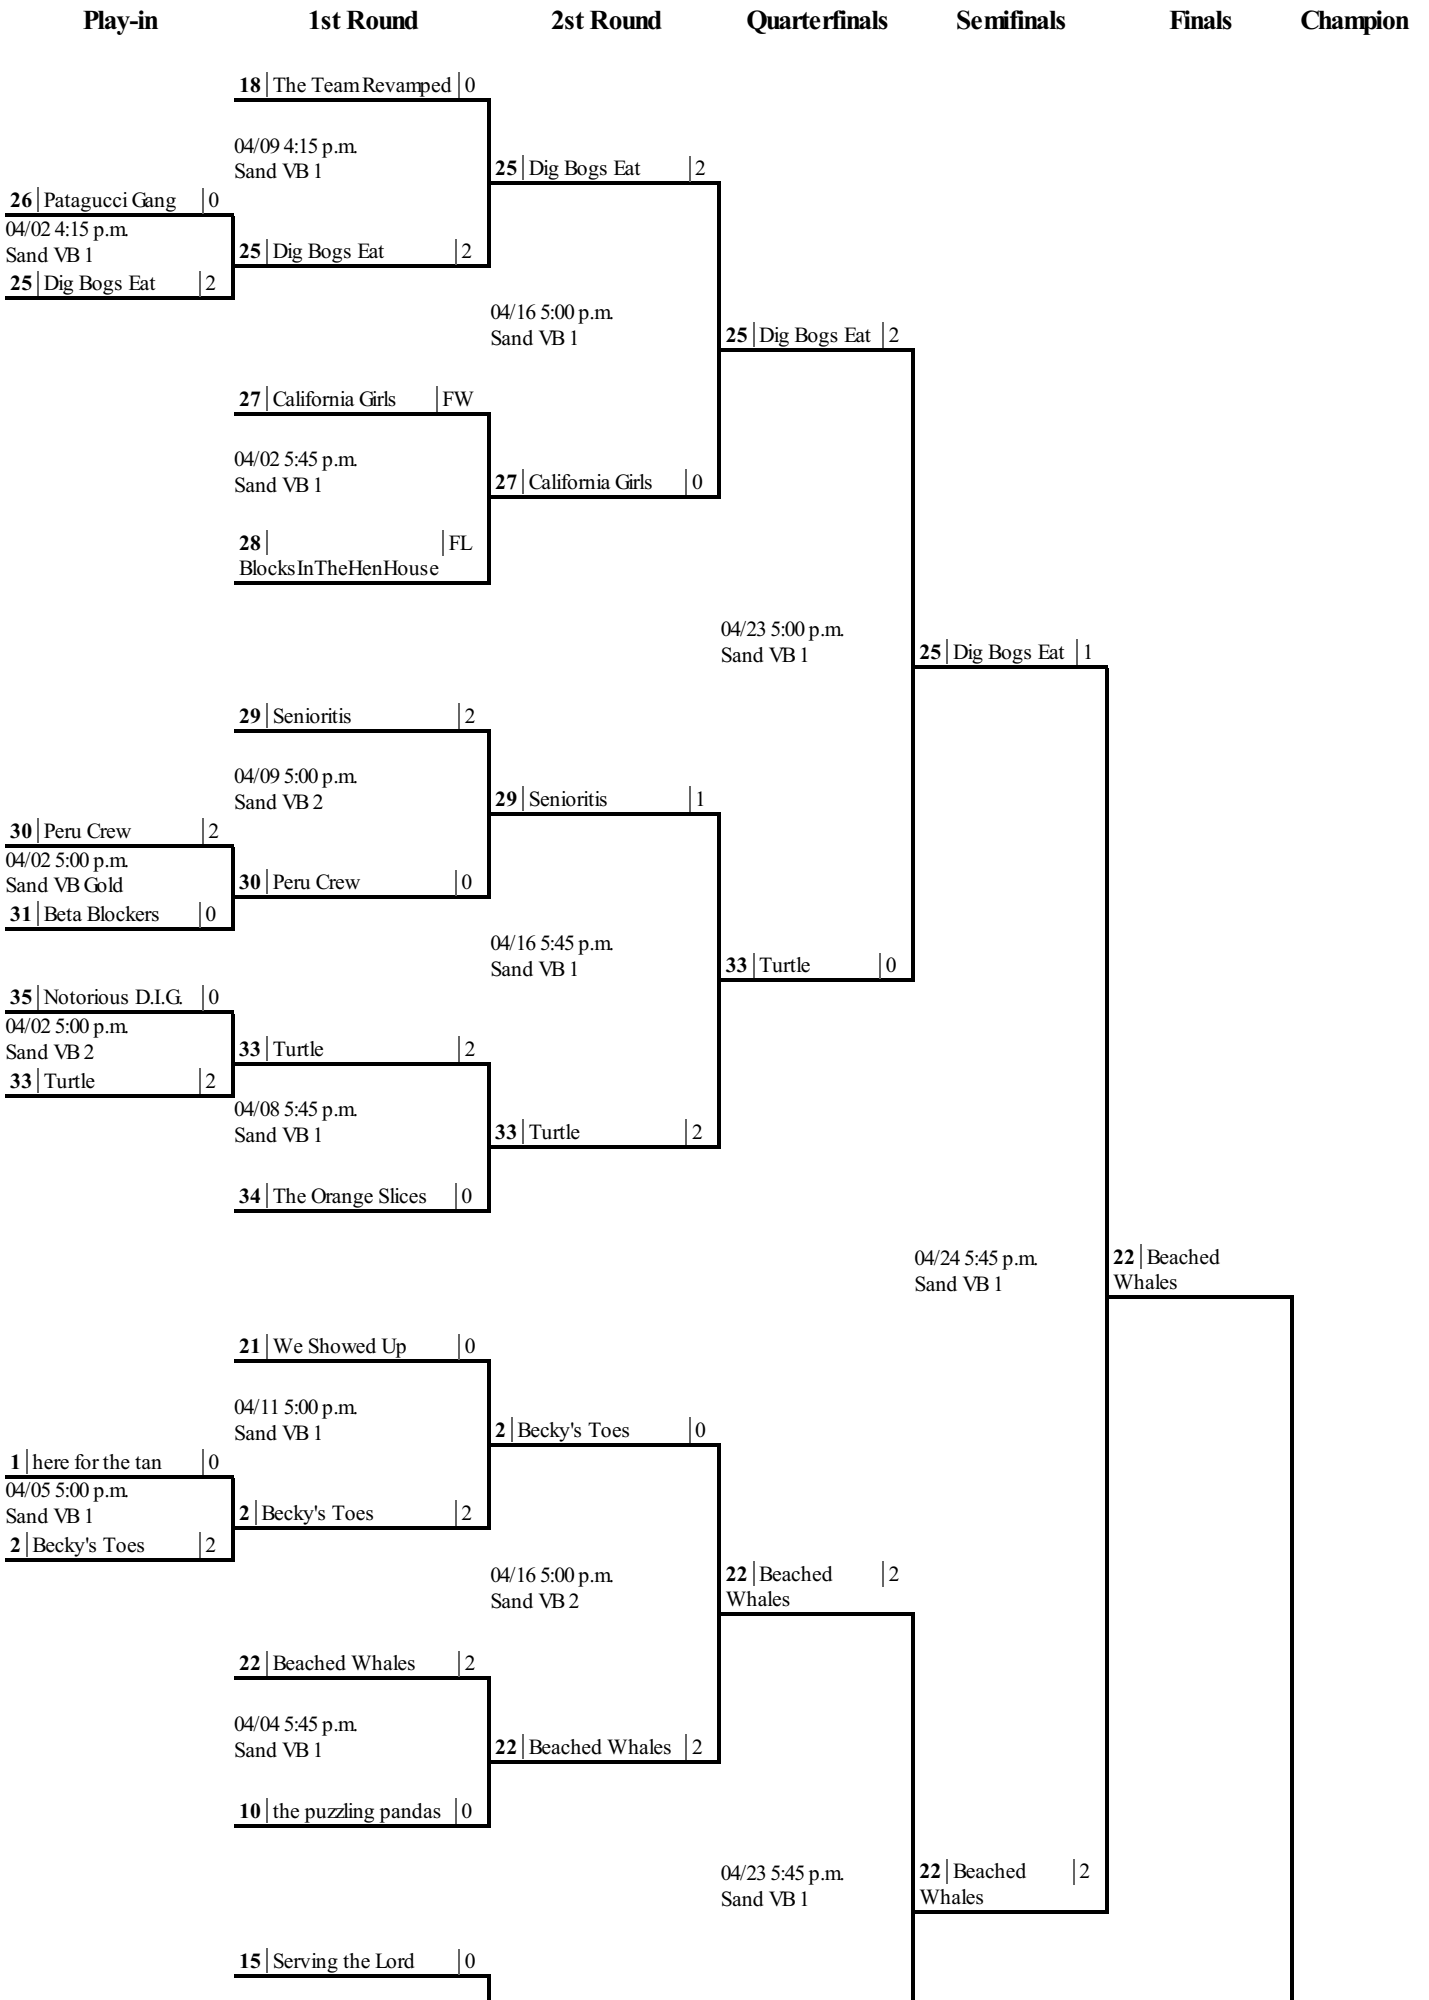 Play-in 1st Round 2st Round Quarterfinals Semifinals Finals Champion
18 The Team Revamped 0
04/09 4:15 p.m.
Sand VB 1
25 Dig Bogs Eat 2
26 Patagucci Gang 0
04/02 4:15 p.m.
Sand VB 1
25 Dig Bogs Eat 2
25 Dig Bogs Eat 2
04/16 5:00 p.m.
Sand VB 1
25 Dig Bogs Eat 2
27 California Girls FW
04/02 5:45 p.m.
Sand VB 1
27 California Girls 0
28 FL
BlocksInTheHenHouse
04/23 5:00 p.m.
Sand VB 1
25 Dig Bogs Eat 1
29 Senioritis 2
04/09 5:00 p.m.
Sand VB 2
29 Senioritis 1
30 Peru Crew 2
04/02 5:00 p.m.
Sand VB Gold
30 Peru Crew 0
31 Beta Blockers 0
04/16 5:45 p.m.
Sand VB 1
33 Turtle 0
35 Notorious D.I.G. 0
04/02 5:00 p.m.
Sand VB 2
33 Turtle 2
33 Turtle 2
04/08 5:45 p.m.
Sand VB 1
33 Turtle 2
34 The Orange Slices 0
04/24 5:45 p.m.
Sand VB 1
22 Beached
Whales
21 We Showed Up 0
04/11 5:00 p.m.
Sand VB 1
2 Becky's Toes 0
1 here for the tan 0
04/05 5:00 p.m.
Sand VB 1
2 Becky's Toes 2
2 Becky's Toes 2
04/16 5:00 p.m.
Sand VB 2
22 Beached 2
Whales
22 Beached Whales 2
04/04 5:45 p.m.
Sand VB 1
22 Beached Whales 2
10 the puzzling pandas 0
04/23 5:45 p.m.
Sand VB 1
22 Beached 2
Whales
15 Serving the Lord 0